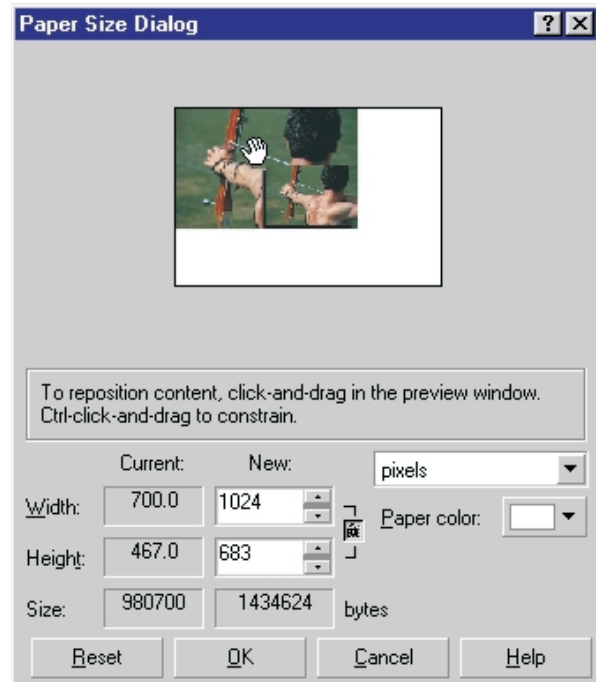 Paper Size Dialog
To reposition content, click-and-drag in the preview window.
Ctrl-click-and-drag to constrain.
Current: New: pixels
Width: 700.0 1024 Paper color:
Height: 467.0 683
Size: 980700 1434624 bytes
Reset OK Cancel Help